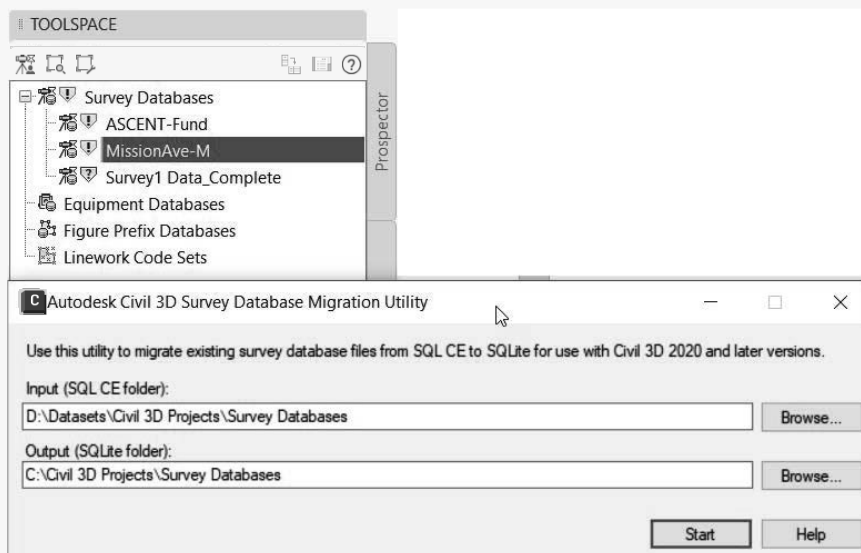 TOOLSPACE
Survey Databases
ASCENT-Fund
MissionAve-M
Survey1 Data_Complete
Equipment Databases
Figure Prefix Databases
Linework Code Sets
Prospector
C Autodesk Civil 3D Survey Database Migration Utility
Use this utility to migrate existing survey database files from SQL CE to SQLite for use with Civil 3D 2020 and later versions.
Input (SQL CE folder):
D:\Datasets\Civil 3D Projects\Survey Databases
Browse...
Output (SQLite folder):
C:\Civil 3D Projects\Survey Databases
Browse...
Start Help